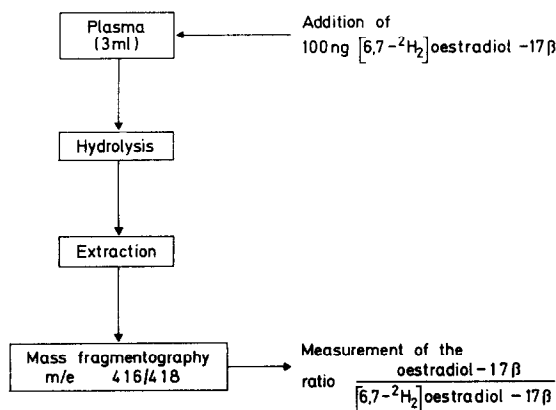 Plasma
(3ml)
Addition of
100ng [6,7-²H₂]oestradiol-17β
Hydrolysis
Extraction
Mass fragmentography
m/e 416/418
Measurement of the
ratio oestradiol-17β
[6,7-²H₂]oestradiol-17β